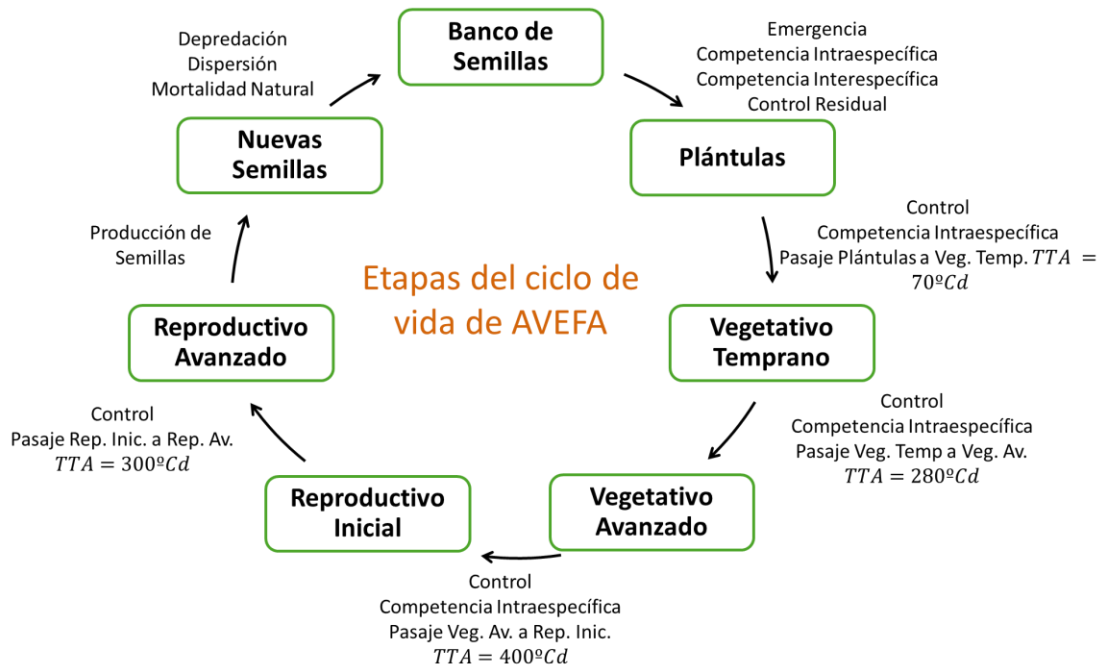 Banco de
Semillas
Emergencia
Competencia Intraespecífica
Competencia Interespecífica
Control Residual
Plántulas
Control
Competencia Intraespecífica
Pasaje Plántulas a Veg. Temp. TTA =
70ºCd
Vegetativo
Temprano
Control
Competencia Intraespecífica
Pasaje Veg. Temp a Veg. Av.
TTA = 280ºCd
Vegetativo
Avanzado
Control
Competencia Intraespecífica
Pasaje Veg. Av. a Rep. Inic.
TTA = 400ºCd
Reproductivo
Inicial
Control
Pasaje Rep. Inic. a Rep. Av.
TTA = 300ºCd
Reproductivo
Avanzado
Producción de
Semillas
Nuevas
Semillas
Depredación
Dispersión
Mortalidad Natural
Etapas del ciclo de
vida de AVEFA